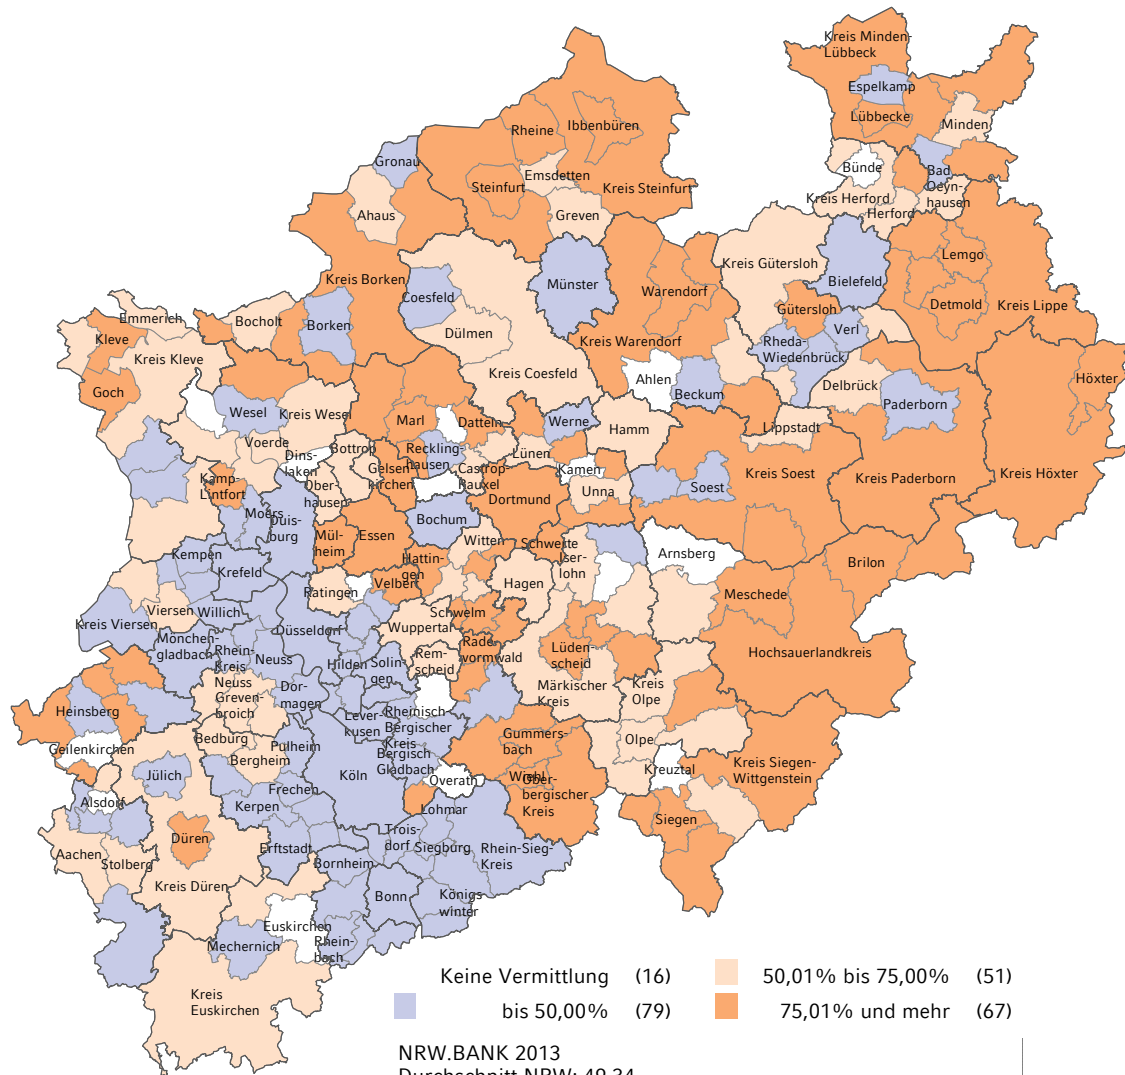 Kreis Minden-
Lübbeck
Espelkamp
Lübbecke
Minden
Rheine
Ibbenbüren
Gronau
Emsdetten
Steinfurt
Kreis Steinfurt
Ahaus
Greven
Bünde
Bad
Oeyn-
hausen
Kreis Herford
Herford
Kreis Gütersloh
Bielefeld
Lemgo
Detmold
Kreis Lippe
Kreis Borken
Coesfeld
Münster
Warendorf
Gütersloh
Emmerich
Kleve
Bocholt
Borken
Dülmen
Kreis Warendorf
Verl
Rheda-
Wiedenbrück
Kreis Kleve
Kreis Coesfeld
Ahlen
Beckum
Delbrück
Paderborn
Höxter
Goch
Wesel
Kreis Wesel
Marl
Datteln
Werne
Hamm
Lippstadt
Voerde
Dins-
laken
Bottrop
Reckling-
hausen
Lünen
Castrop-
Rauxel
Kamen
Kreis Soest
Kreis Paderborn
Kreis Höxter
Kamp-
Lintfort
Ober-
hausen
Gelsen
kirchen
Dortmund
Unna
Soest
Moers
Duis-
burg
Mül-
heim
Essen
Bochum
Witten
Schwerte
Iser-
lohn
Arnsberg
Brilon
Kempen
Krefeld
Hattin-
gen
Velbert
Ratingen
Hagen
Meschede
Viersen
Willich
Kreis Viersen
Düsseldorf
Schwelm
Wuppertal
Mönchen-
gladbach
Rhein-
Kreis
Neuss
Neuss
Hilden
Solin-
gen
Rem-
scheid
Rade-
vormwald
Lüden-
scheid
Hochsauerlandkreis
Heinsberg
Greven-
broich
Dor-
magen
Märkischer
Kreis
Kreis
Olpe
Lever-
kusen
Rheinisch-
Bergischer
Kreis
Geilenkirchen
Bedburg
Bergheim
Pulheim
Gummers-
bach
Olpe
Kreis Siegen-
Wittgenstein
Jülich
Köln
Bergisch
Gladbach
Overath
Wiehl
Ober-
bergischer
Kreis
Kreuztal
Alsdorf
Frechen
Kerpen
Lohmar
Siegen
Düren
Aachen
Stolberg
Erftstadt
Trois-
dorf
Siegburg
Rhein-Sieg-
Kreis
Bornheim
Kreis Düren
Bonn
Königs
winter
Euskirchen
Mechernich
Rhein-
bach
Kreis
Euskirchen
Keine Vermittlung (16) 50,01% bis 75,00% (51)
bis 50,00% (79) 75,01% und mehr (67)
NRW.BANK 2013
Durchschnitt NRW: 49,34